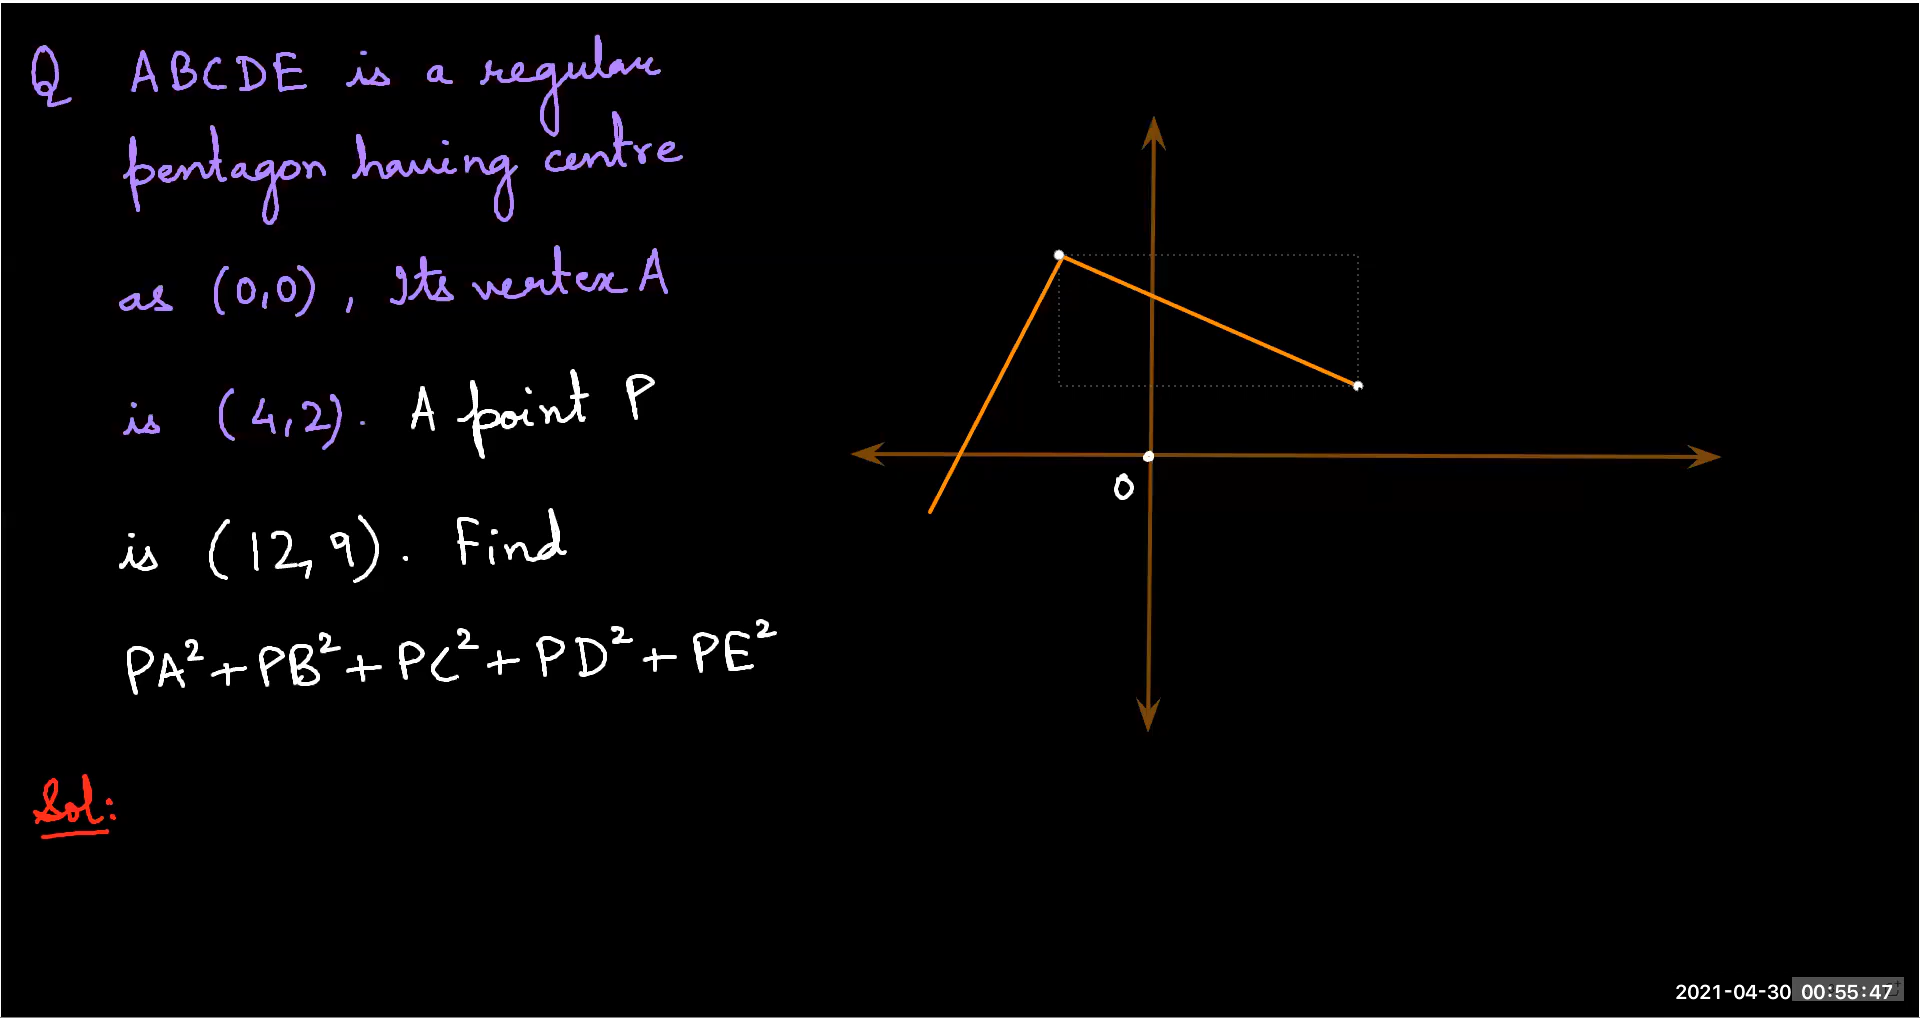 Q ABCDE is a regular
pentagon having centre
as (0,0), Its vertex A
is (4,2). A point P
is (12,9). Find
PA²+PB²+PC²+PD²+PE²
Sol:
O
2021-04-30 00:55:47